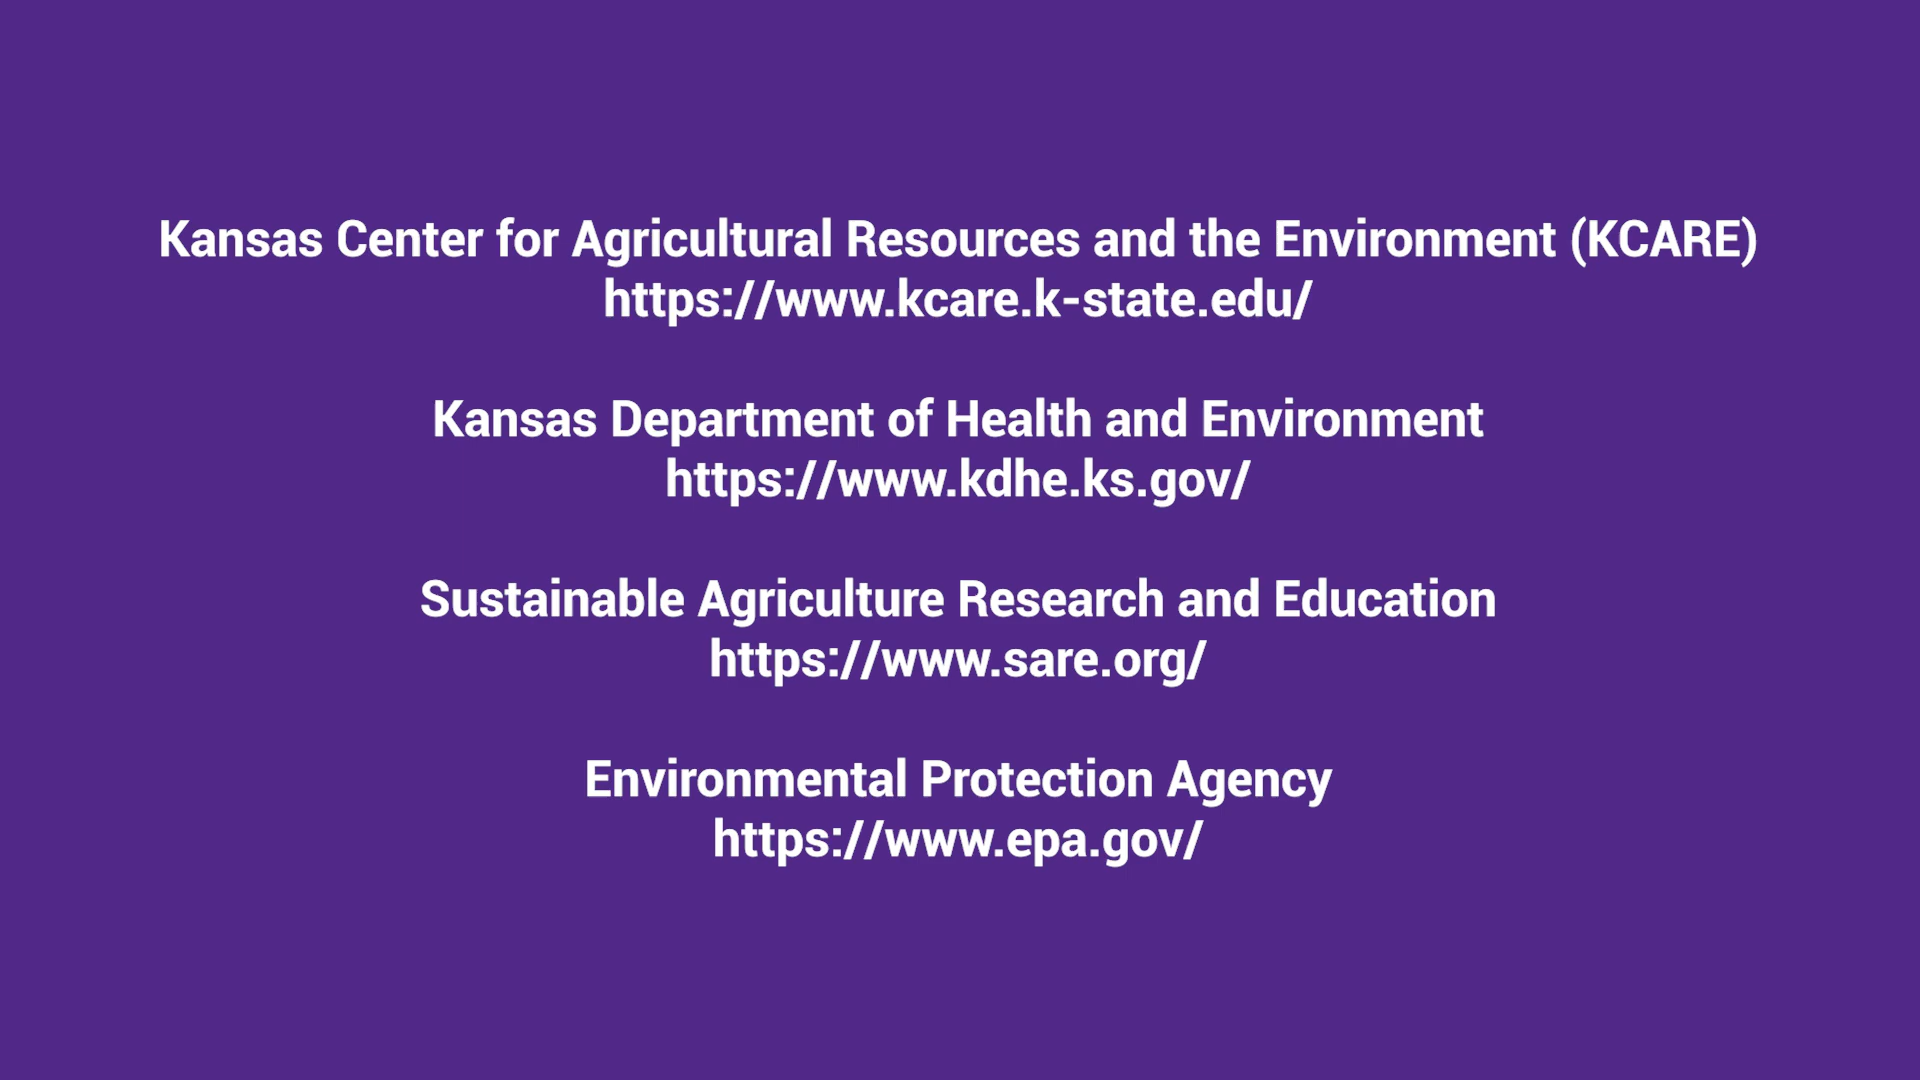 Kansas Center for Agricultural Resources and the Environment (KCARE)
https://www.kcare.k-state.edu/
Kansas Department of Health and Environment
https://www.kdhe.ks.gov/
Sustainable Agriculture Research and Education
https://www.sare.org/
Environmental Protection Agency
https://www.epa.gov/